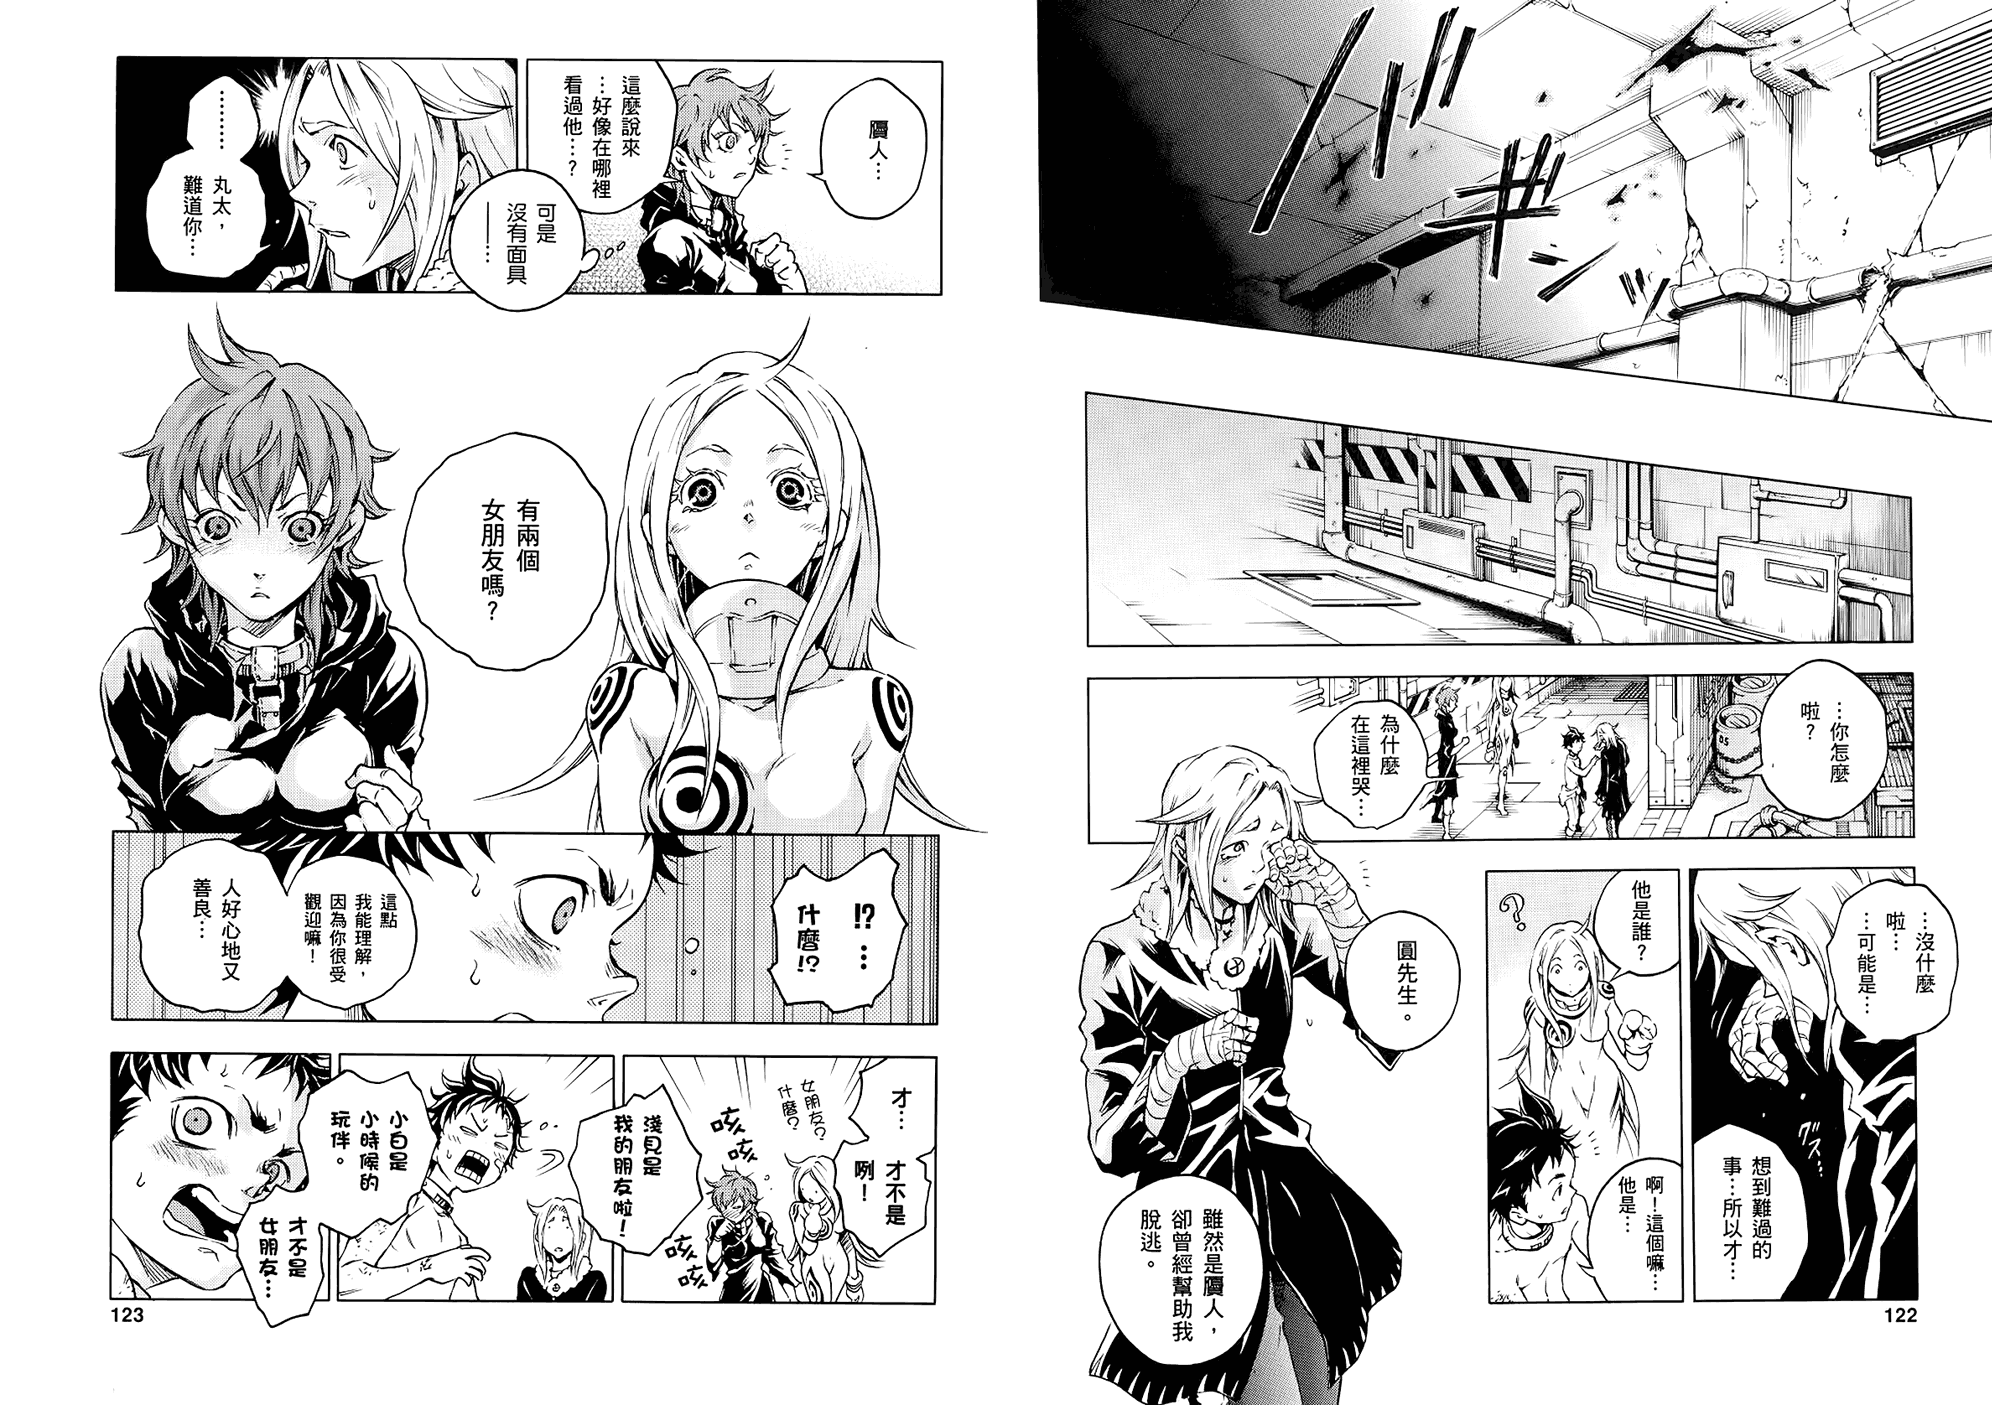 ババ
ギギ
ババ
…你怎麼
啦?
為什麼
在這裡哭…
…沒什麼
啦…
…可能是…
想到難過的
事…所以才…
グス…
他是誰?
?
啊!這個嘛…
他是…
圓先生。
雖然是贗人,
卻曾經幫助我
脫逃。
122
贗人…
這麼說來
…好像在哪裡
看過他…?
可是
沒有面具
——…
………
丸太,
難道你…
有兩個
女朋友嗎?
!?…
什麼!?
這點
我能理解,
因為你很受
觀迎嘛!
人好心地又
善良…
才…才不是
咧!
女朋友?
什麼?
咳 咳
咳 咳
淺見是
我的朋友啦!
小白是
小時候的
玩伴。
才不是
女朋友…
123